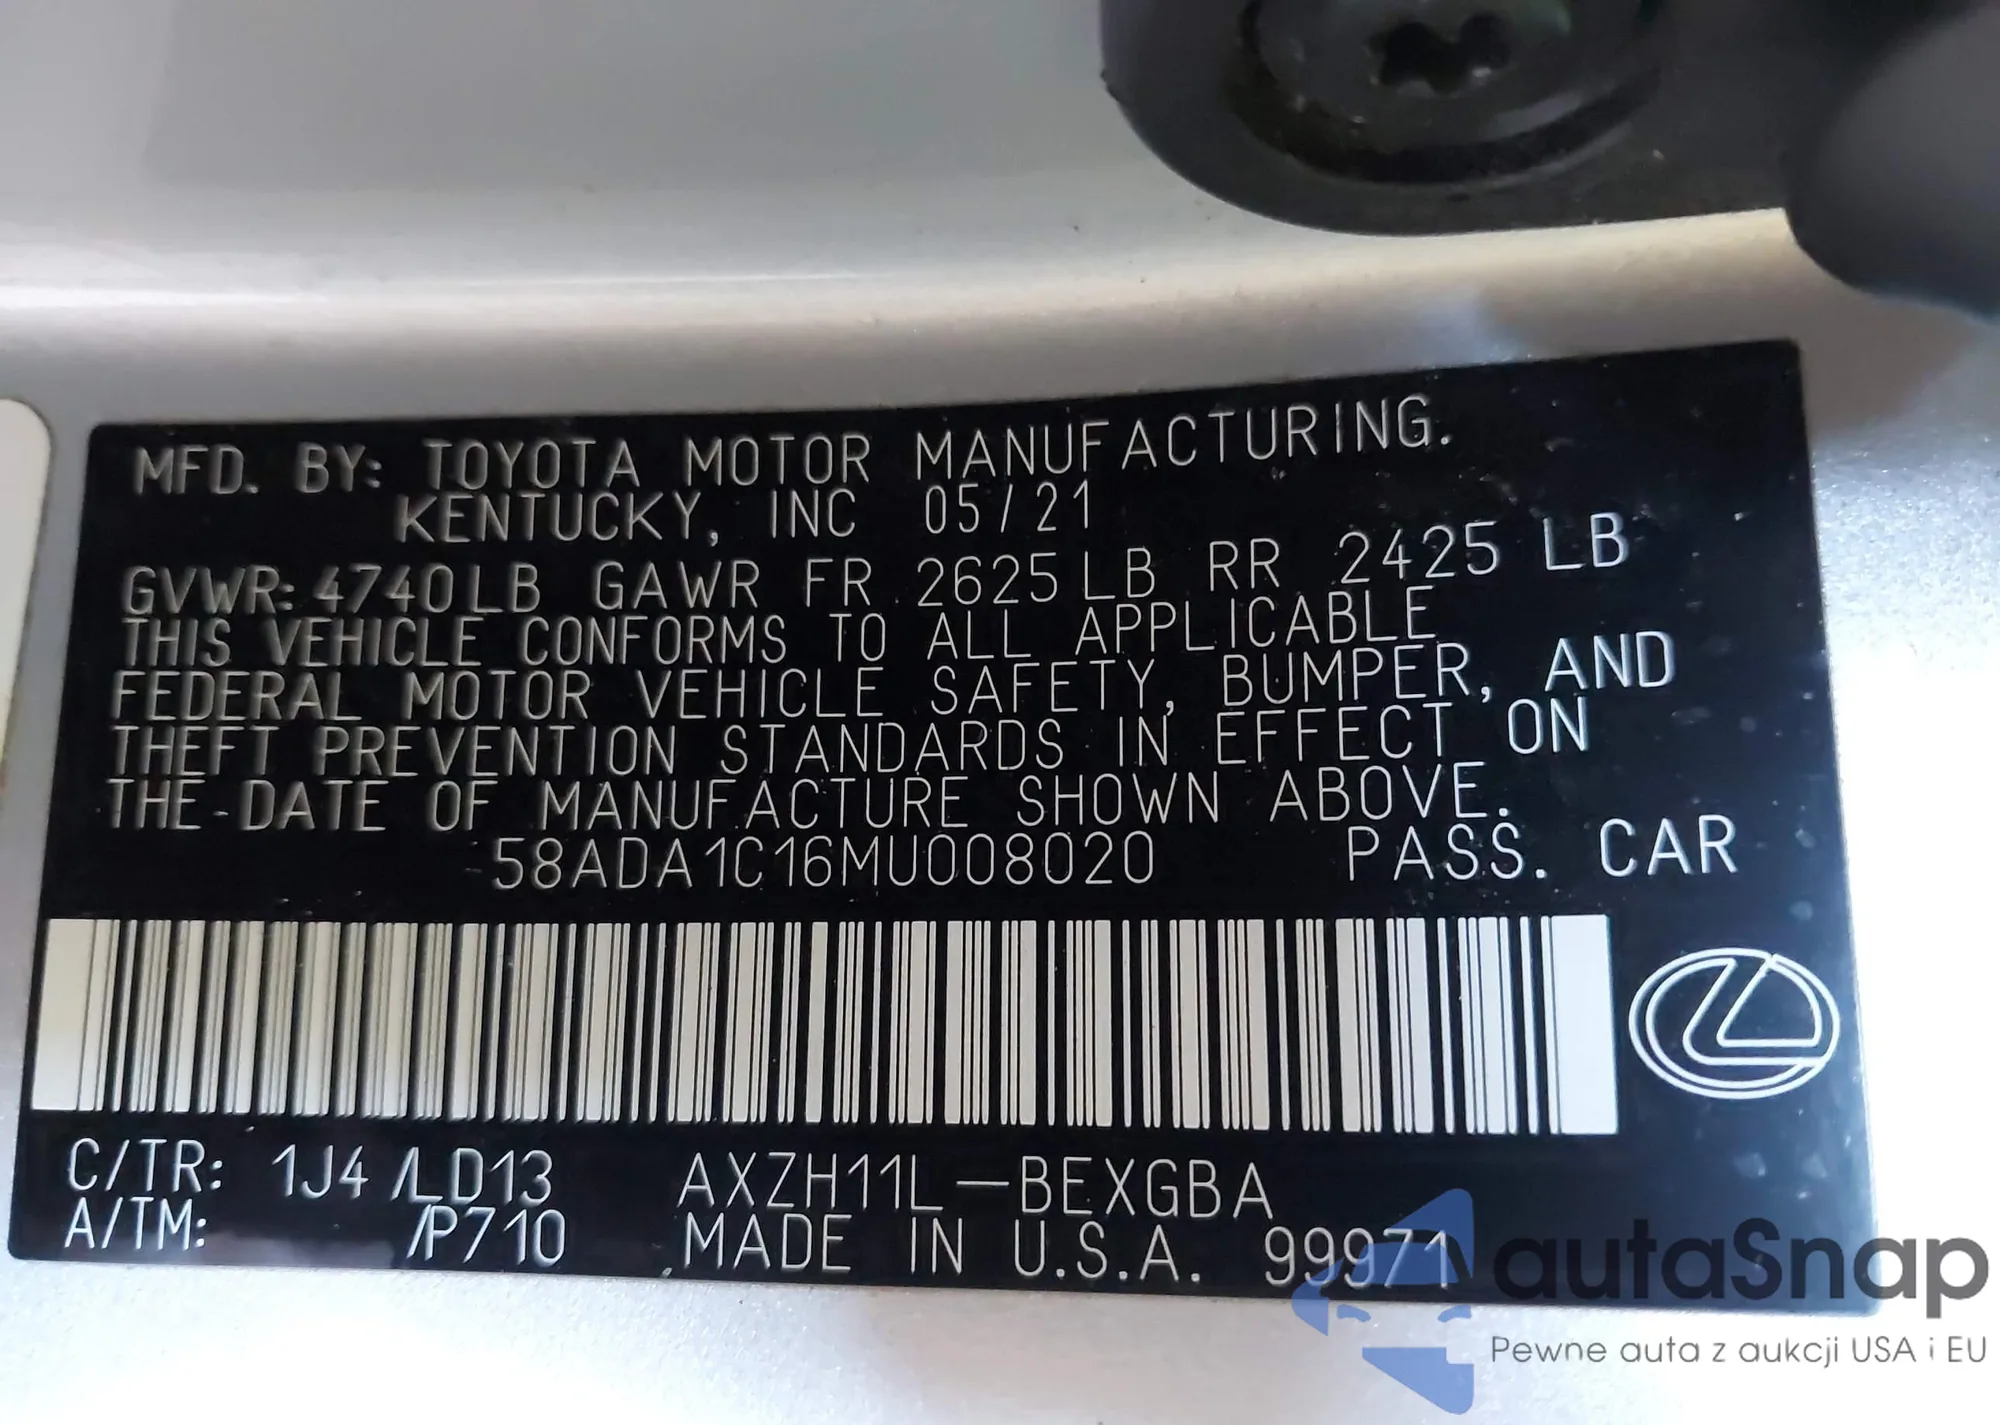 MFD. BY: TOYOTA MOTOR MANUFACTURING.
KENTUCKY, INC 05/21
GVWR: 4740LB GAWR FR 2625LB RR 2425 LB
THIS VEHICLE CONFORMS TO ALL APPLICABLE
FEDERAL MOTOR VEHICLE SAFETY, BUMPER, AND
THEFT PREVENTION STANDARDS IN EFFECT ON
THE DATE OF MANUFACTURE SHOWN ABOVE.
58ADA1C16MU008020 PASS. CAR
C/TR: 1J4 /LD13 AXZH11L-BEXGBA
A/TM: /P710 MADE IN U.S.A. 99971
autaSnap
Pewne auta z aukcji USA i EU